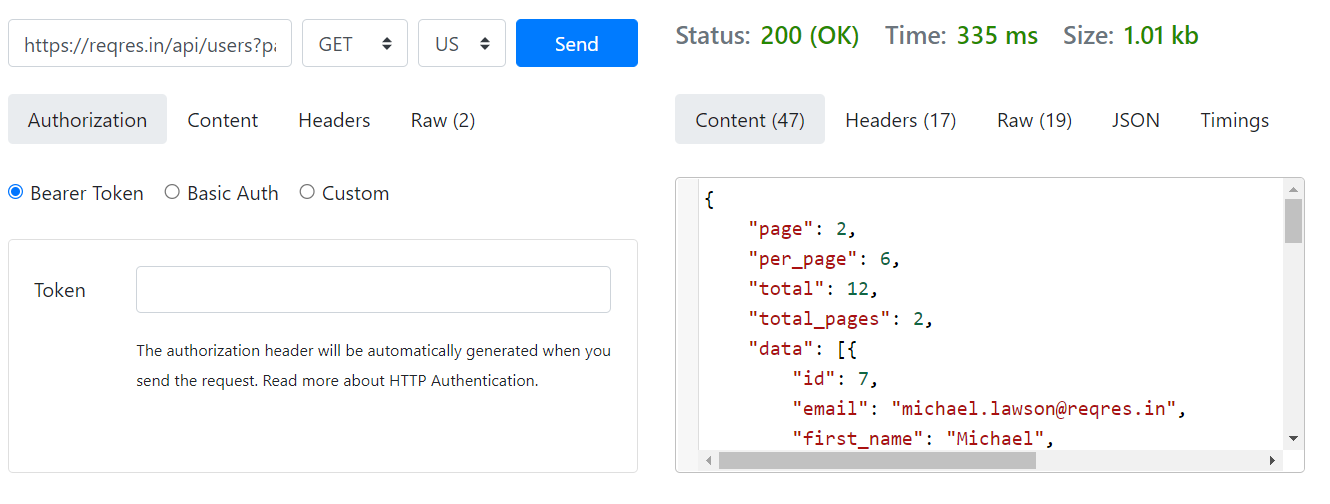 https://reqres.in/api/users?pa
GET
US
Send
Status: 200 (OK) Time: 335 ms Size: 1.01 kb
Authorization Content Headers Raw (2)
Content (47) Headers (17) Raw (19) JSON Timings
Bearer Token Basic Auth Custom
Token
The authorization header will be automatically generated when you
send the request. Read more about HTTP Authentication.
{
"page": 2,
"per_page": 6,
"total": 12,
"total_pages": 2,
"data": [{
"id": 7,
"email": "michael.lawson@reqres.in",
"first_name": "Michael",